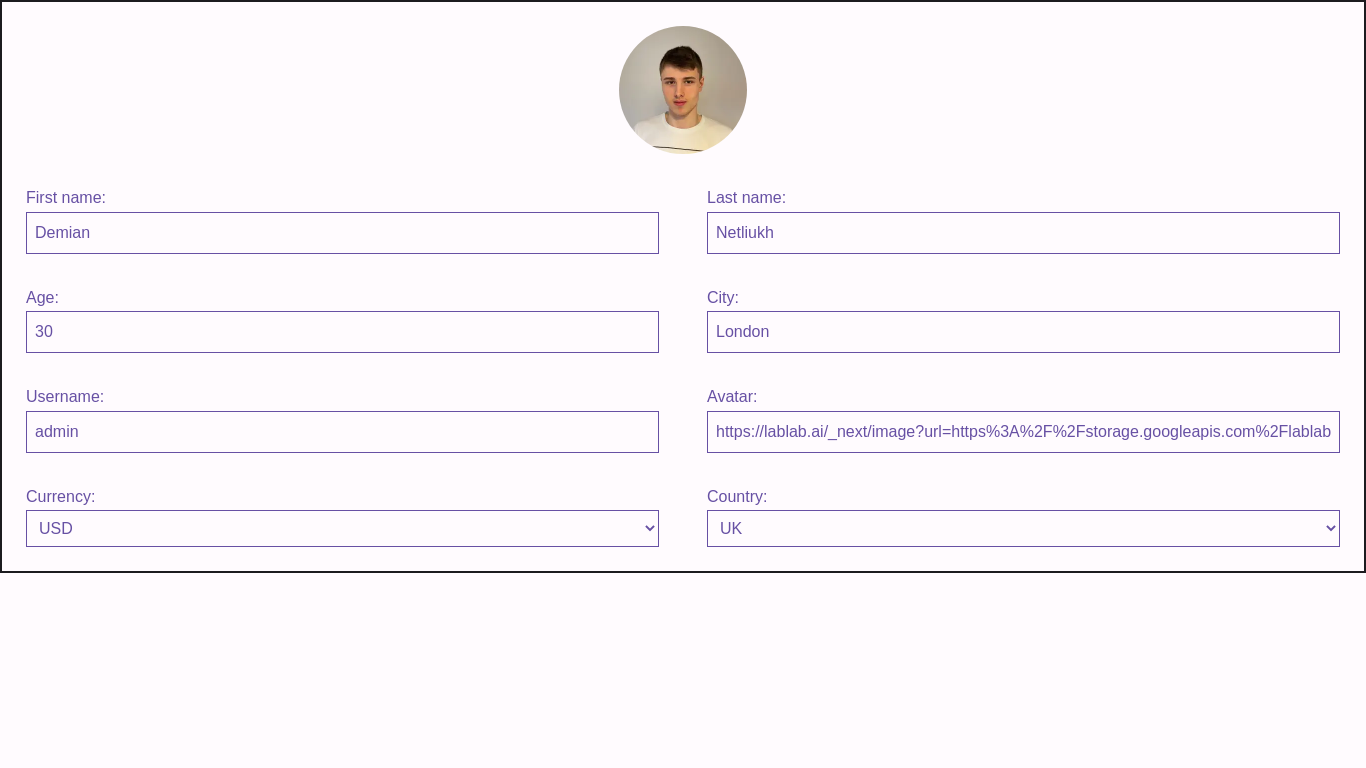 First name:
Last name:
Demian
Netliukh
Age:
City:
30
London
Username:
Avatar:
admin
https://lablab.ai/_next/image?url=https%3A%2F%2Fstorage.googleapis.com%2Flablab
Currency:
Country:
USD
UK